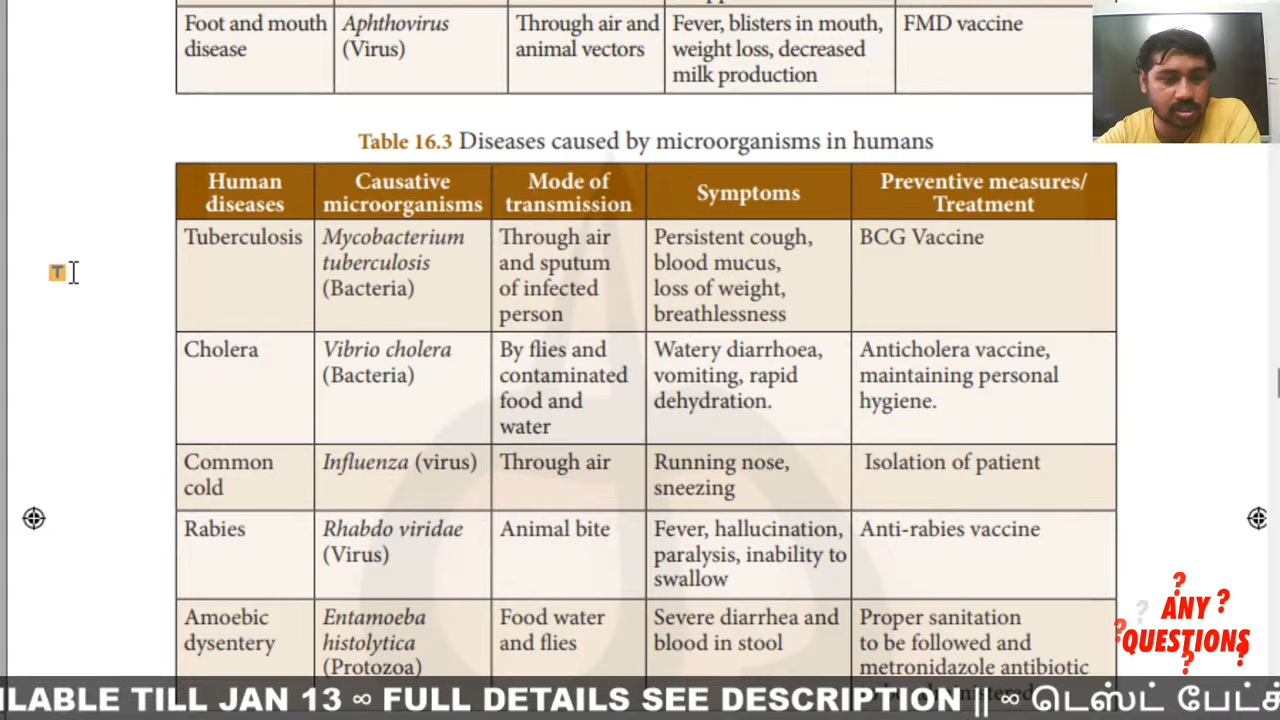 Foot and mouth disease
Aphthovirus (Virus)
Through air and animal vectors
Fever, blisters in mouth, weight loss, decreased milk production
FMD vaccine
Table 16.3 Diseases caused by microorganisms in humans
Human diseases
Causative microorganisms
Mode of transmission
Symptoms
Preventive measures/ Treatment
Tuberculosis
Mycobacterium tuberculosis (Bacteria)
Through air and sputum of infected person
Persistent cough, blood mucus, loss of weight, breathlessness
BCG Vaccine
T
Cholera
Vibrio cholera (Bacteria)
By flies and contaminated food and water
Watery diarrhoea, vomiting, rapid dehydration.
Anticholera vaccine, maintaining personal hygiene.
Common cold
Influenza (virus)
Through air
Running nose, sneezing
Isolation of patient
Rabies
Rhabdo viridae (Virus)
Animal bite
Fever, hallucination, paralysis, inability to swallow
Anti-rabies vaccine
Amoebic dysentery
Entamoeba histolytica (Protozoa)
Food water and flies
Severe diarrhea and blood in stool
Proper sanitation to be followed and metronidazole antibiotic
? ANY ?
?QUESTIONS?
?
ILABLE TILL JAN 13 ∞ FULL DETAILS SEE DESCRIPTION || ∞ டெஸ்ட்